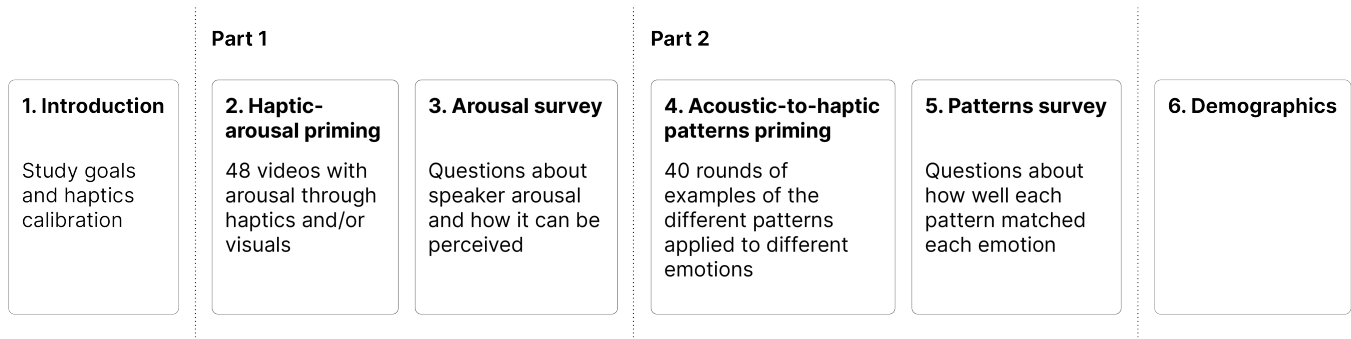 Part 1
Part 2
1. Introduction
Study goals
and haptics
calibration
2. Haptic-
arousal priming
48 videos with
arousal through
haptics and/or
visuals
3. Arousal survey
Questions about
speaker arousal
and how it can be
perceived
4. Acoustic-to-haptic
patterns priming
40 rounds of
examples of the
different patterns
applied to different
emotions
5. Patterns survey
Questions about
how well each
pattern matched
each emotion
6. Demographics